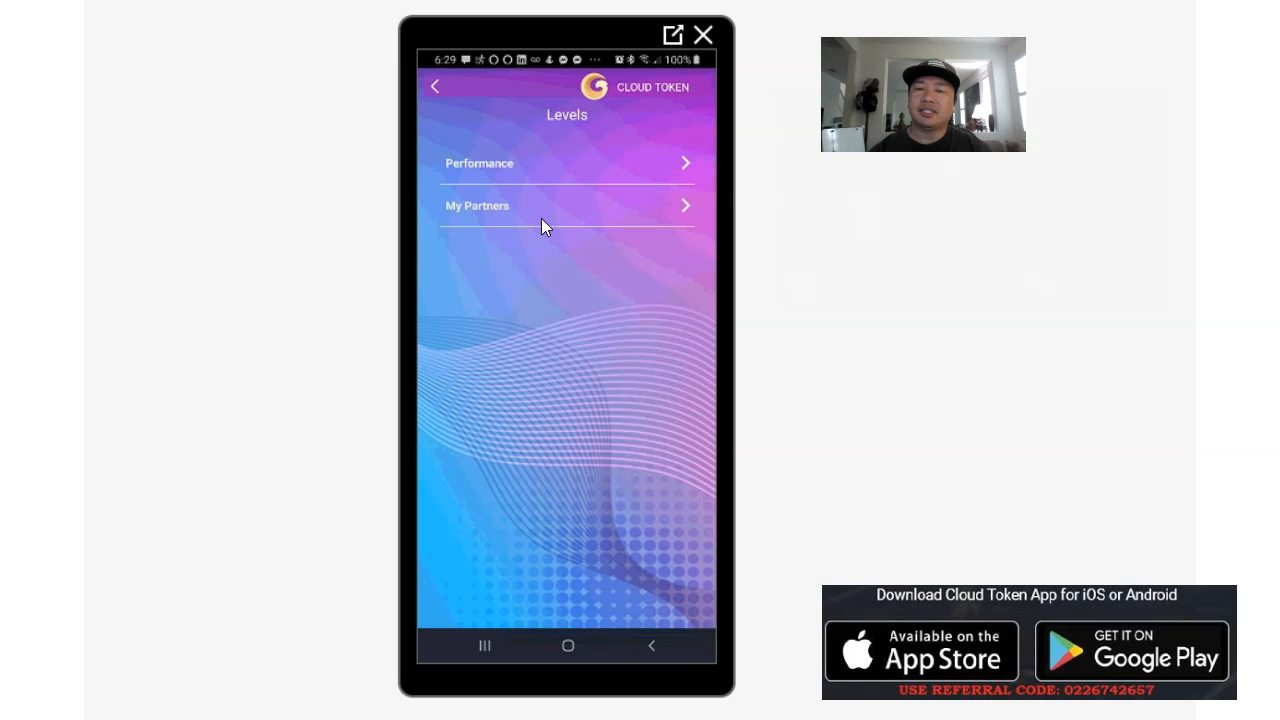 6:29
100%
CLOUD TOKEN
Levels
Performance
My Partners
Download Cloud Token App for iOS or Android
Available on the
App Store
GET IT ON
Google Play
USE REFERRAL CODE: 0226742657